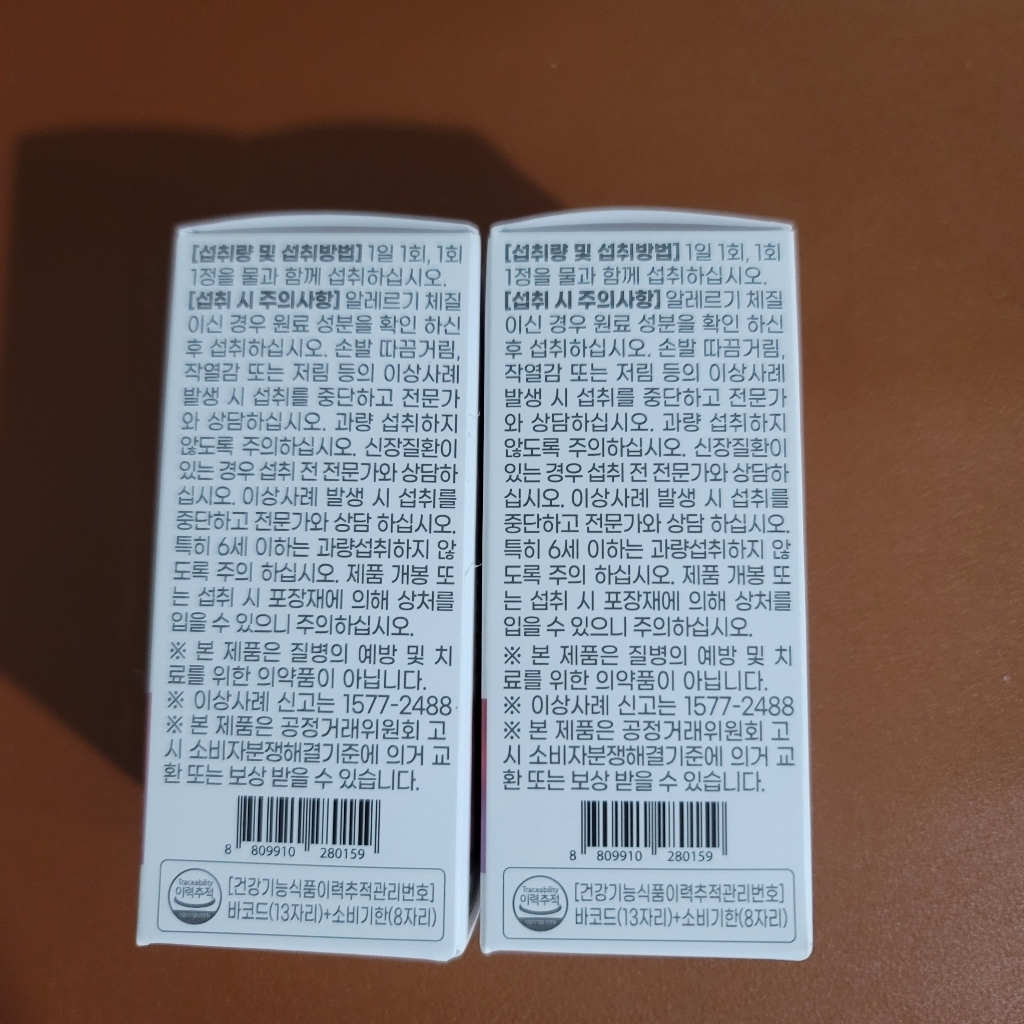 [섭취량 및 섭취방법] 1일 1회, 1회
1정을 물과 함께 섭취하십시오.
[섭취 시 주의사항] 알레르기 체질
이신 경우 원료 성분을 확인 하신
후 섭취하십시오. 손발 따끔거림,
작열감 또는 저림 등의 이상사례
발생 시 섭취를 중단하고 전문가
와 상담하십시오. 과량 섭취하지
않도록 주의하십시오. 신장질환이
있는 경우 섭취 전 전문가와 상담하
십시오. 이상사례 발생 시 섭취를
중단하고 전문가와 상담 하십시오.
특히 6세 이하는 과량섭취하지 않
도록 주의 하십시오. 제품 개봉 또
는 섭취 시 포장재에 의해 상처를
입을 수 있으니 주의하십시오.
※ 본 제품은 질병의 예방 및 치
료를 위한 의약품이 아닙니다.
※ 이상사례 신고는 1577-2488
※ 본 제품은 공정거래위원회 고
시 소비자분쟁해결기준에 의거 교
환 또는 보상 받을 수 있습니다.
8 809910 280159
Traceability
이력추적
[건강기능식품이력추적관리번호]
바코드(13자리)+소비기한(8자리)
[섭취량 및 섭취방법] 1일 1회, 1회
1정을 물과 함께 섭취하십시오.
[섭취 시 주의사항] 알레르기 체질
이신 경우 원료 성분을 확인 하신
후 섭취하십시오. 손발 따끔거림,
작열감 또는 저림 등의 이상사례
발생 시 섭취를 중단하고 전문가
와 상담하십시오. 과량 섭취하지
않도록 주의하십시오. 신장질환이
있는 경우 섭취 전 전문가와 상담하
십시오. 이상사례 발생 시 섭취를
중단하고 전문가와 상담 하십시오.
특히 6세 이하는 과량섭취하지 않
도록 주의 하십시오. 제품 개봉 또
는 섭취 시 포장재에 의해 상처를
입을 수 있으니 주의하십시오.
※ 본 제품은 질병의 예방 및 치
료를 위한 의약품이 아닙니다.
※ 이상사례 신고는 1577-2488
※ 본 제품은 공정거래위원회 고
시 소비자분쟁해결기준에 의거 교
환 또는 보상 받을 수 있습니다.
8 809910 280159
Traceability
이력추적
[건강기능식품이력추적관리번호]
바코드(13자리)+소비기한(8자리)